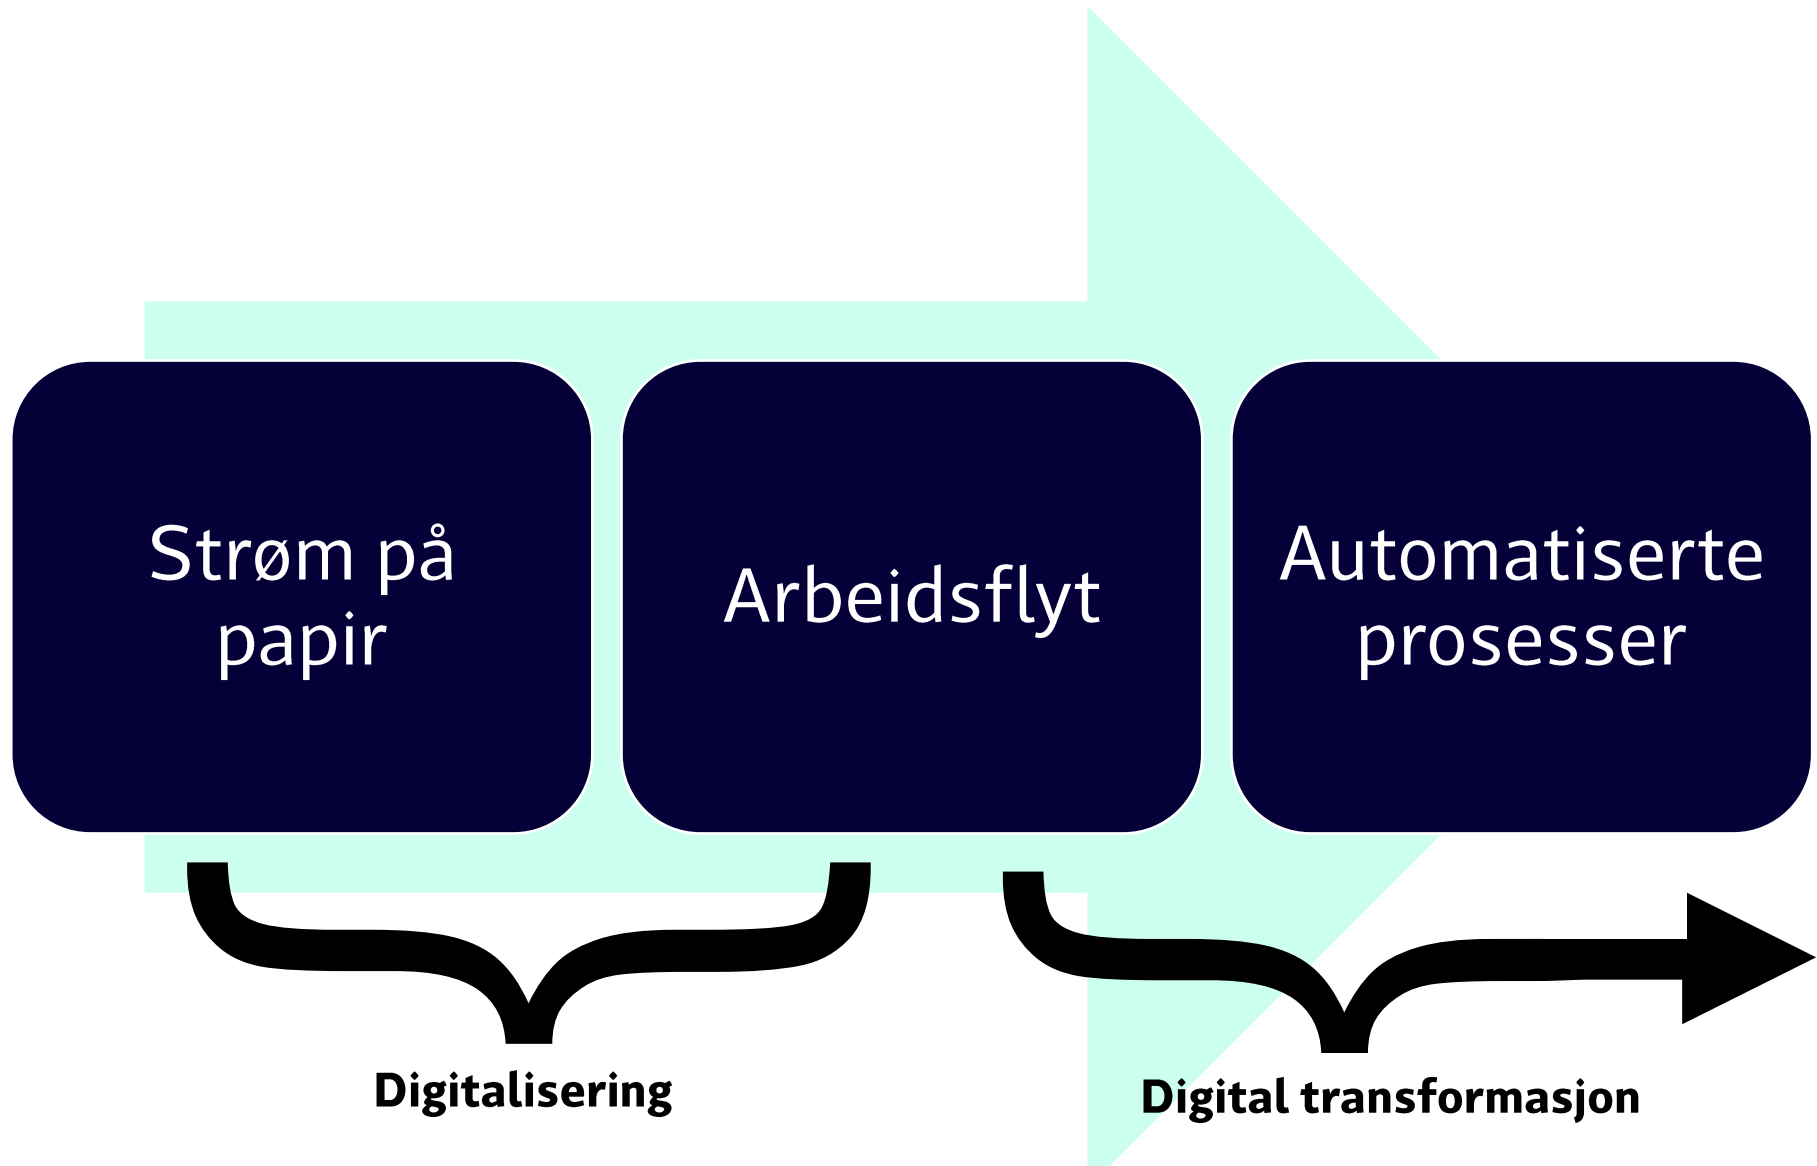 Strøm på
papir
Arbeidsflyt
Automatiserte
prosesser
Digitalisering
Digital transformasjon